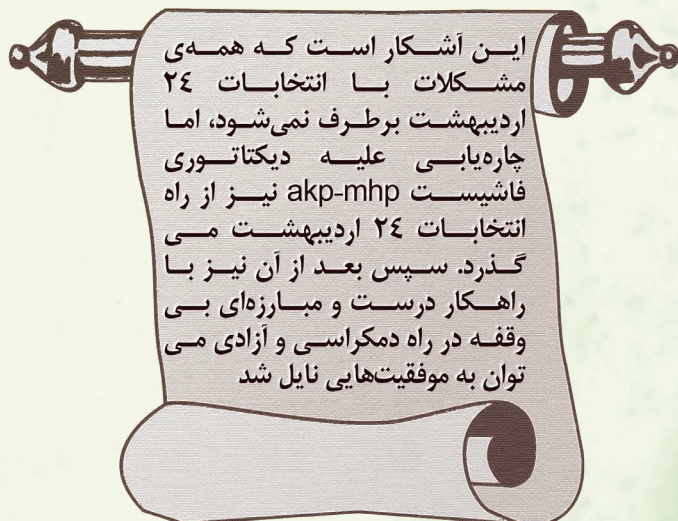 این آشکار است که همه‌ی
مشکلات با انتخابات ٢٤
اردیبهشت برطرف نمی‌شود، اما
چاره‌یابی علیه دیکتاتوری
فاشیست akp-mhp نیز از راه
انتخابات ٢٤ اردیبهشت می
گذرد. سپس بعد از آن نیز با
راهکار درست و مبارزه‌ای بی
وقفه در راه دمکراسی و آزادی می
توان به موفقیت‌هایی نایل شد